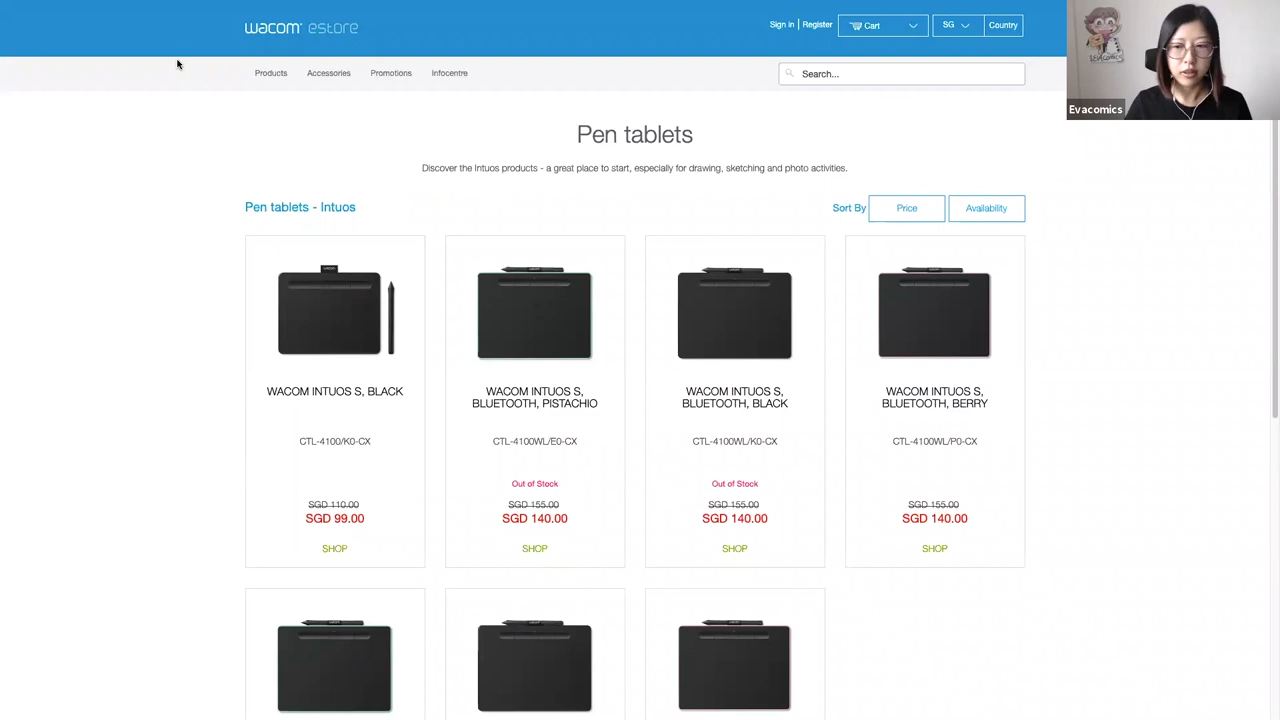 wacom estore
Sign in | Register
Cart
SG
Country
Products
Accessories
Promotions
Infocentre
Search...
Evacomics
Pen tablets
Discover the Intuos products - a great place to start, especially for drawing, sketching and photo activities.
Pen tablets - Intuos
Sort By
Price
Availability
WACOM INTUOS S, BLACK
CTL-4100/K0-CX
SGD 110.00
SGD 99.00
SHOP
WACOM INTUOS S,
BLUETOOTH, PISTACHIO
CTL-4100WL/E0-CX
Out of Stock
SGD 155.00
SGD 140.00
SHOP
WACOM INTUOS S,
BLUETOOTH, BLACK
CTL-4100WL/K0-CX
Out of Stock
SGD 155.00
SGD 140.00
SHOP
WACOM INTUOS S,
BLUETOOTH, BERRY
CTL-4100WL/P0-CX
SGD 155.00
SGD 140.00
SHOP